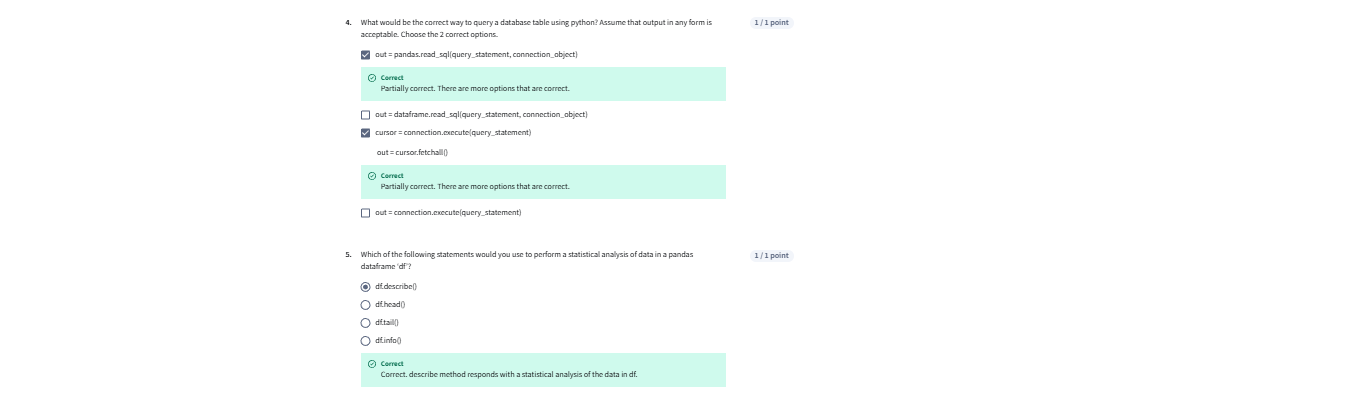 4. What would be the correct way to query a database table using python? Assume that output in any form is 1 / 1 point
acceptable. Choose the 2 correct options.
out = pandas.read_sql(query_statement, connection_object)
Correct
Partially correct. There are more options that are correct.
out = dataframe.read_sql(query_statement, connection_object)
cursor = connection.execute(query_statement)
out = cursor.fetchall()
Correct
Partially correct. There are more options that are correct.
out = connection.execute(query_statement)
5. Which of the following statements would you use to perform a statistical analysis of data in a pandas 1 / 1 point
dataframe 'df'?
df.describe()
df.head()
df.tail()
df.info()
Correct
Correct. describe method responds with a statistical analysis of the data in df.